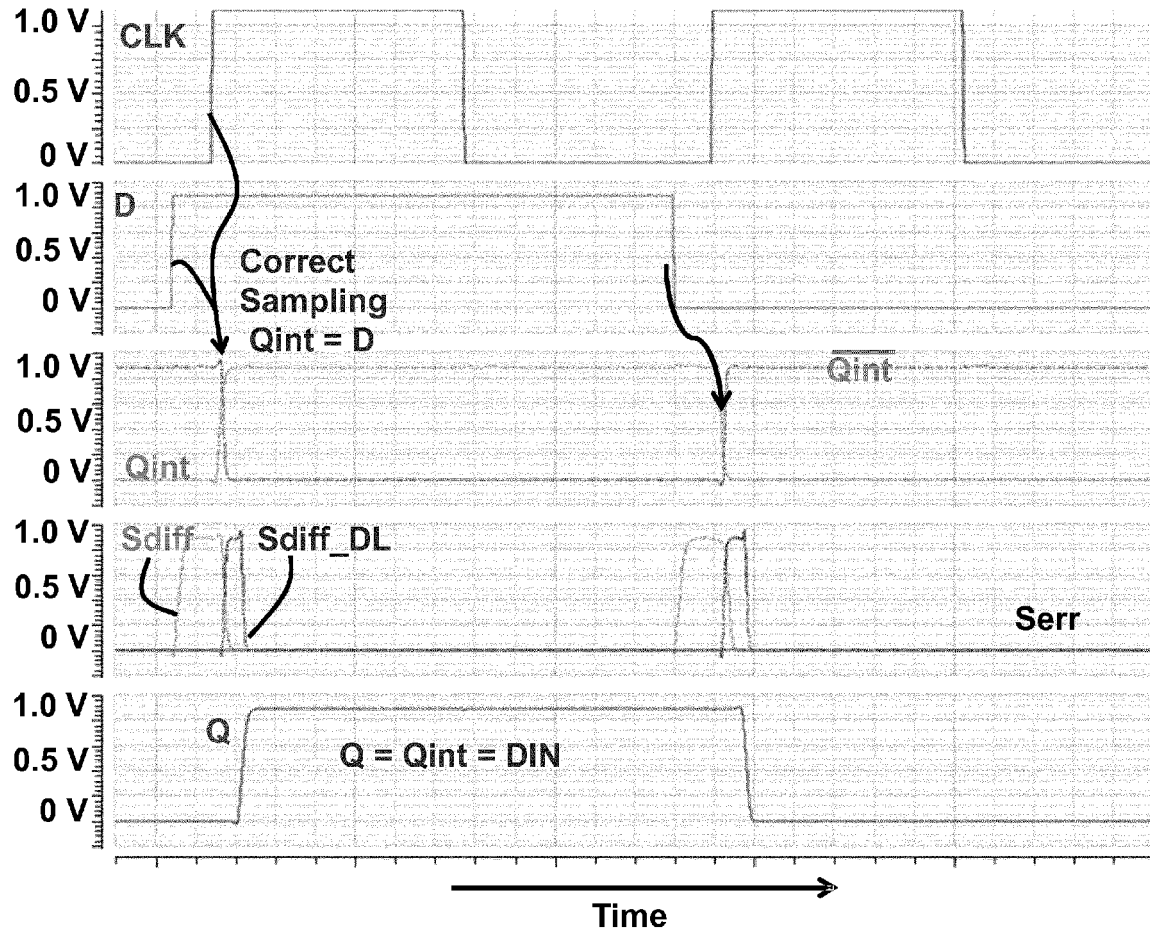 1.0 V
CLK
0.5 V
0 V
1.0 V
D
0.5 V
Correct
0 V
Sampling
Qint = D
1.0 V
Qint
0.5 V
0 V
Qint
1.0 V
Sdiff
Sdiff_DL
0.5 V
0 V
Serr
1.0 V
Q
0.5 V
Q = Qint = DIN
0 V
Time